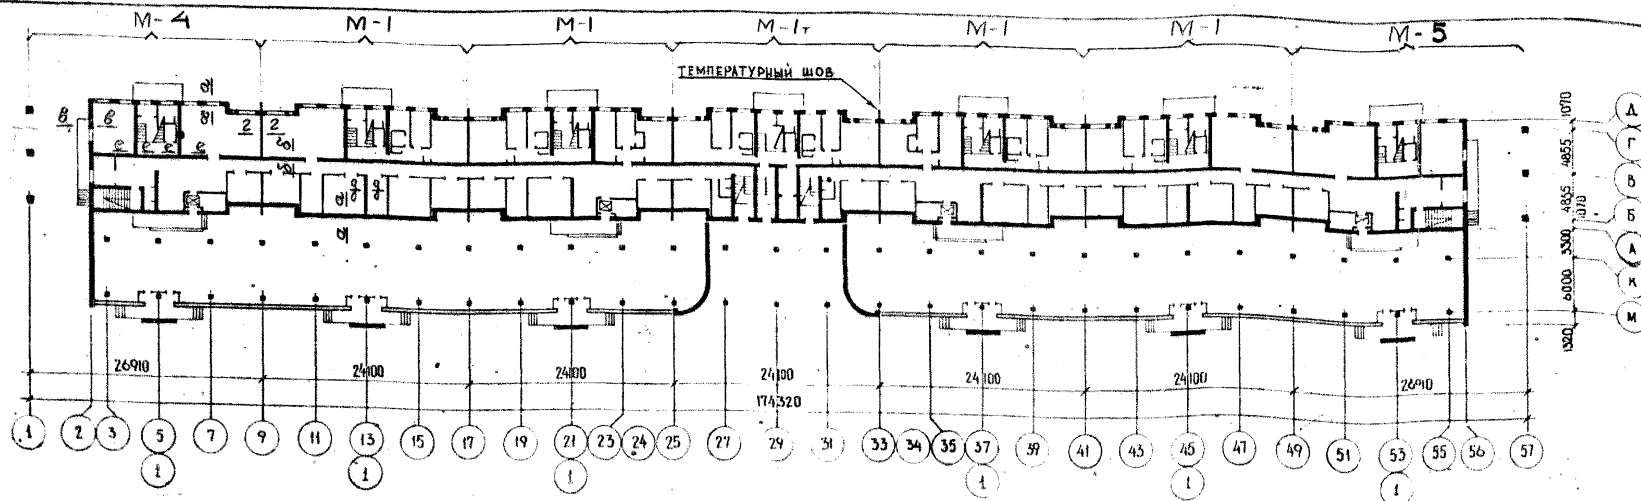 М-4 М-1 М-1 М-1т М-1 М-1 М-5
ТЕМПЕРАТУРНЫЙ ШОВ
а
в в а 2 2
е е е е
а ф
а
1070 4855 4855 1070 3300 6000 1320
Д
Г
В
Б
А
К
М
26910 24100 24100 24100 24100 24100 26910
174320
1 2 3 5 7 9 11 13 15 17 19 21 23 24 25 27 29 31 33 34 35 37 39 41 43 45 47 49 51 53 55 56 57
1 1 1 1 1 1